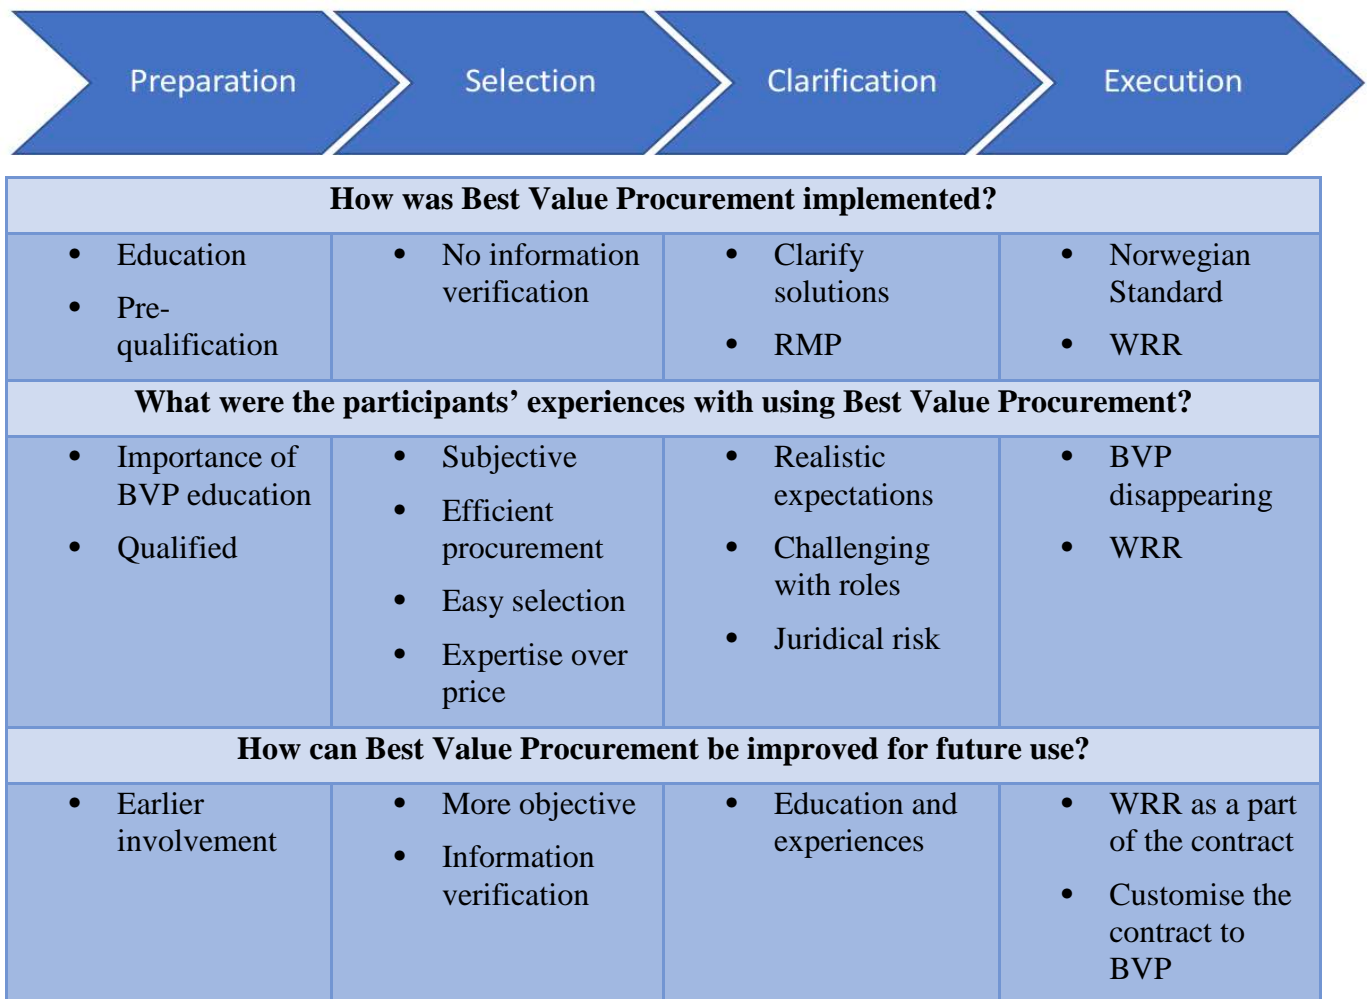 Preparation
Selection
Clarification
Execution
How was Best Value Procurement implemented?
• Education
• Pre-
qualification
• No information
verification
• Clarify
solutions
• RMP
• Norwegian
Standard
• WRR
What were the participants’ experiences with using Best Value Procurement?
• Importance of
BVP education
• Qualified
• Subjective
• Efficient
procurement
• Easy selection
• Expertise over
price
• Realistic
expectations
• Challenging
with roles
• Juridical risk
• BVP
disappearing
• WRR
How can Best Value Procurement be improved for future use?
• Earlier
involvement
• More objective
• Information
verification
• Education and
experiences
• WRR as a part
of the contract
• Customise the
contract to
BVP